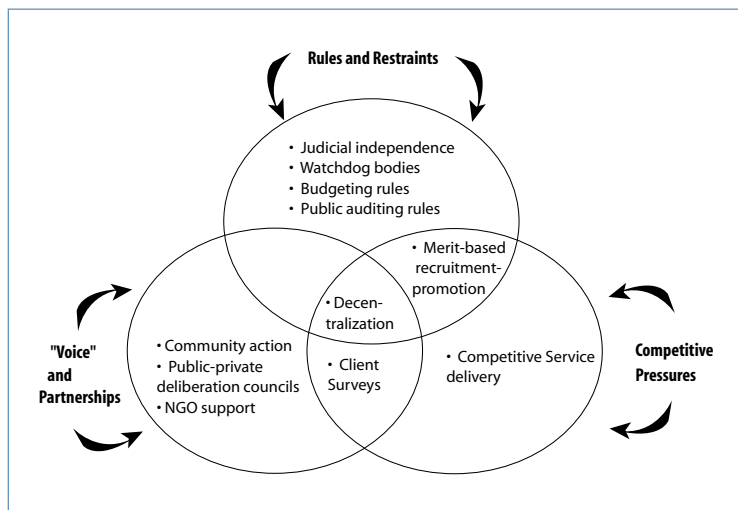 Rules and Restraints
• Judicial independence
• Watchdog bodies
• Budgeting rules
• Public auditing rules
• Merit-based
recruitment-
promotion
• Decen-
tralization
"Voice"
and
Partnerships
• Community action
• Public-private
deliberation councils
• NGO support
• Client
Surveys
• Competitive Service
delivery
Competitive
Pressures